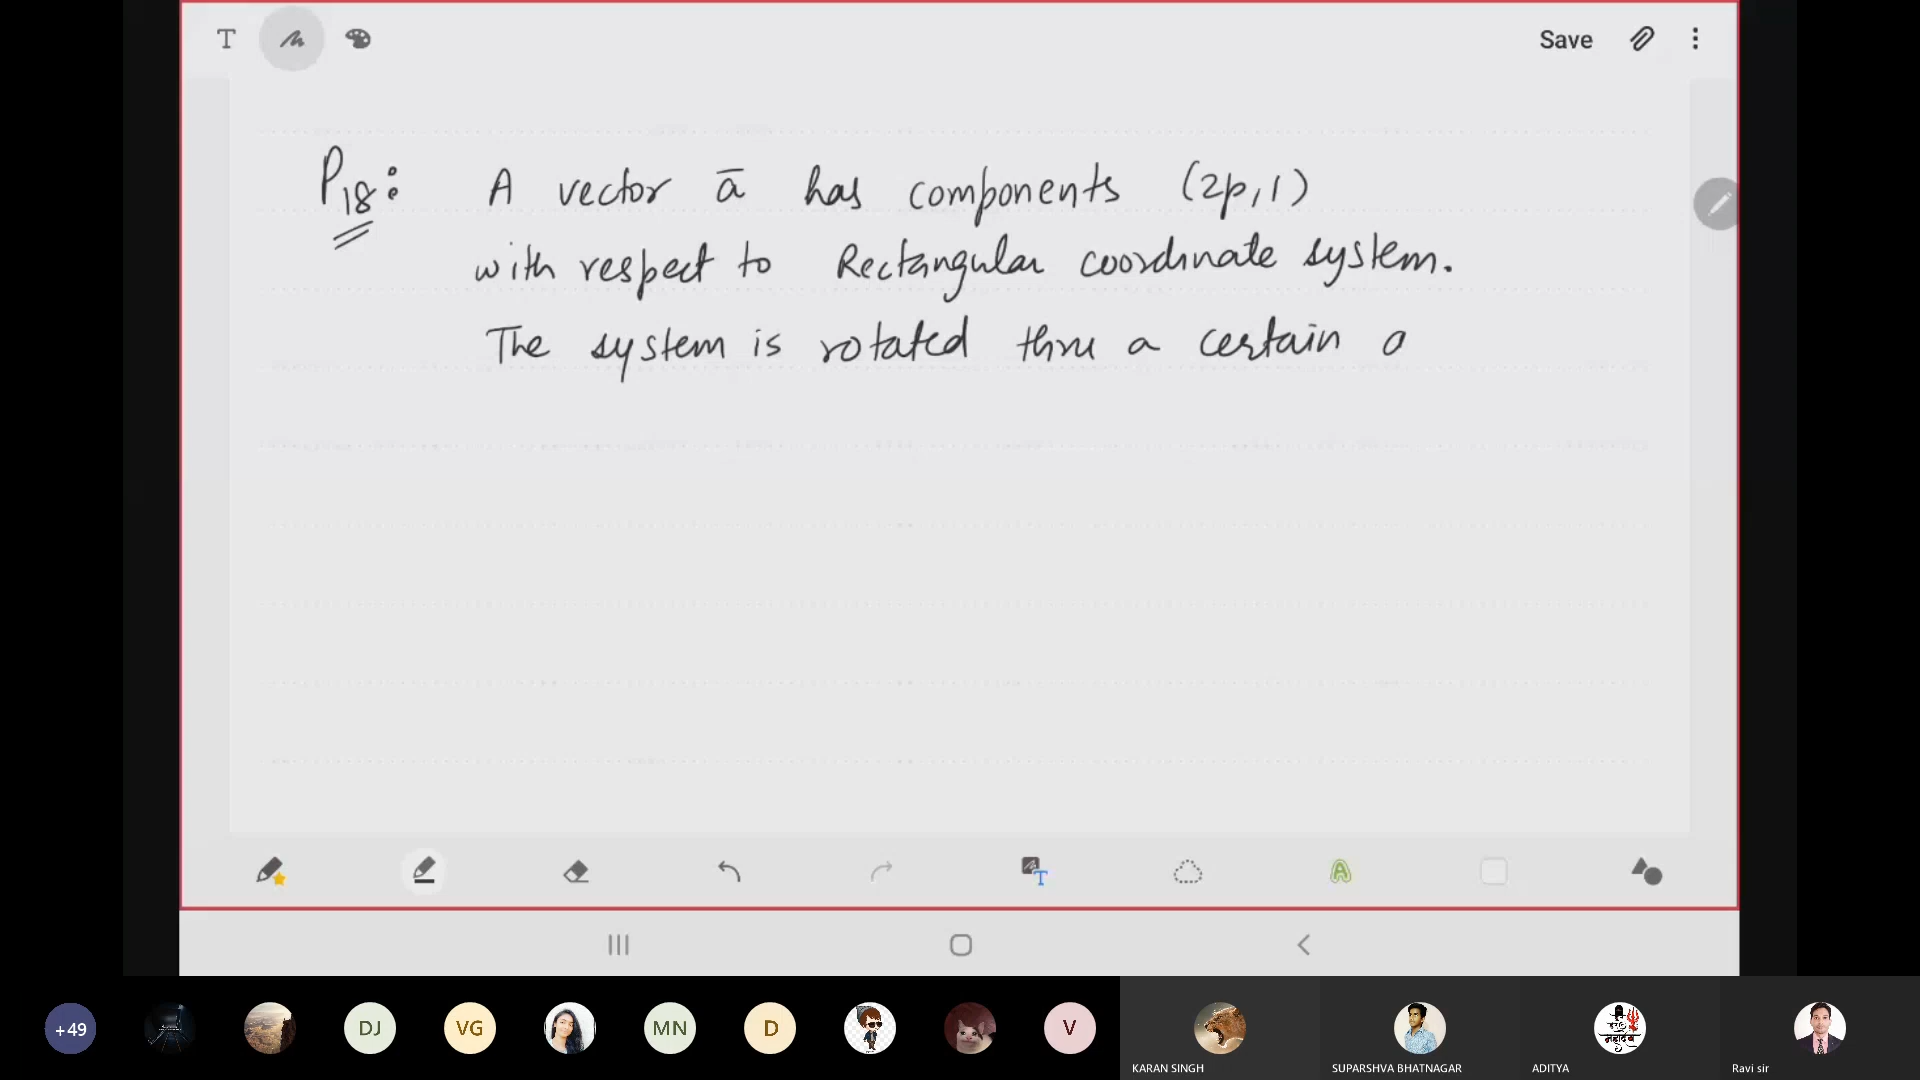 T
Save
P18: A vector ā has components (2p,1)
with respect to Rectangular coordinate system.
The system is rotated thru a certain a
T
A
+49
DJ
VG
MN
D
V
KARAN SINGH
SUPARSHVA BHATNAGAR
ADITYA
Ravi sir